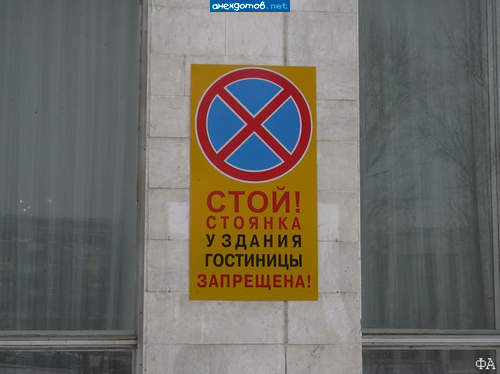 анекдотов.net
СТОЙ!
СТОЯНКА
У ЗДАНИЯ
ГОСТИНИЦЫ
ЗАПРЕЩЕНА!
ФА